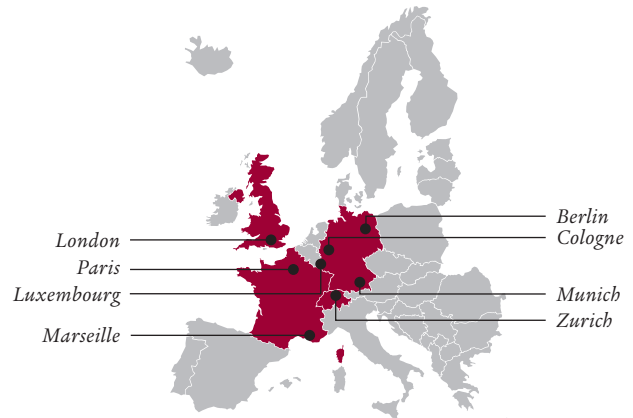 Berlin
Cologne
London
Paris
Luxembourg
Munich
Zurich
Marseille